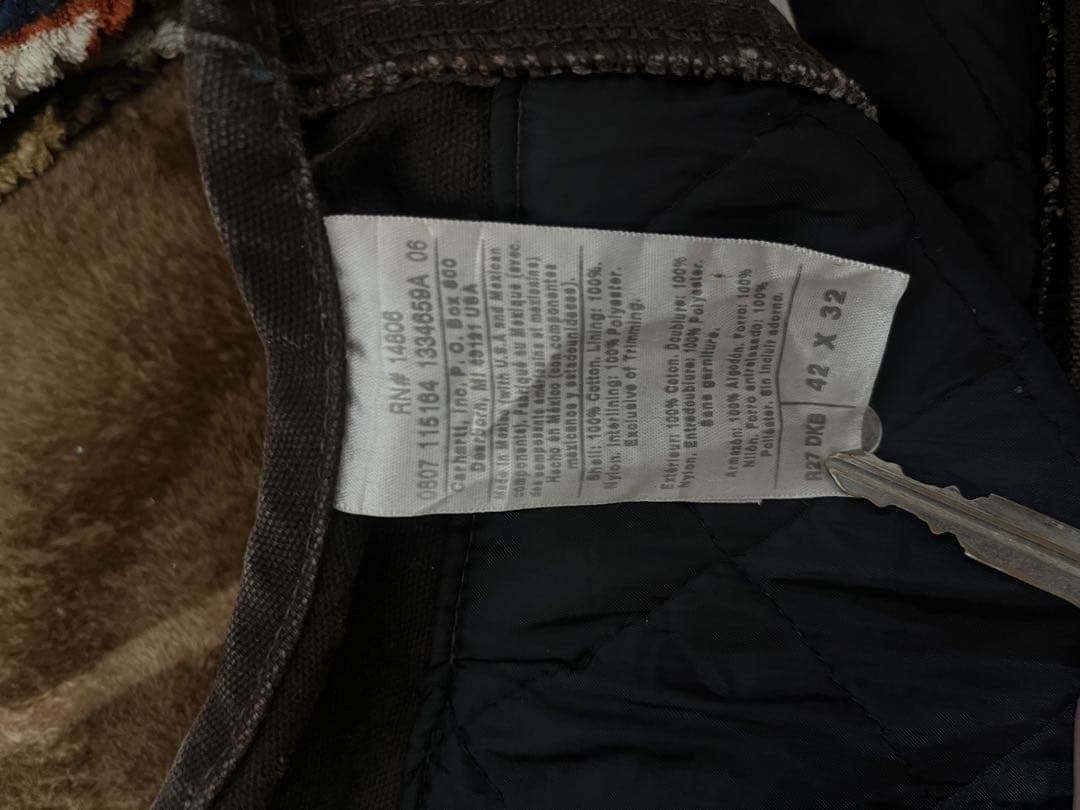 RN# 14806
0807 115164 1334659A 06
Carhartt, Inc. P. O. Box 600
Dearborn, MI 48121 USA
Made in Mexico (with U.S.A and Mexican
components). Fabriqué au Mexique (avec
des composants américains et mexicains)
Hecho en México (con componentes
mexicanos y estadounidenses).
Shell: 100% Cotton. Lining: 100%
Nylon. Interlining: 100% Polyester.
Exclusive of Trimming.
Extérieur: 100% Coton. Doublure: 100%
Nylon. Entredoublure: 100% Polyester.
Sans garniture.
Armazón: 100% Algodón. Forro: 100%
Nilón. Forro entrelazado: 100%
Poliéster. Sin incluir adorno.
R27 DKB 42 X 32